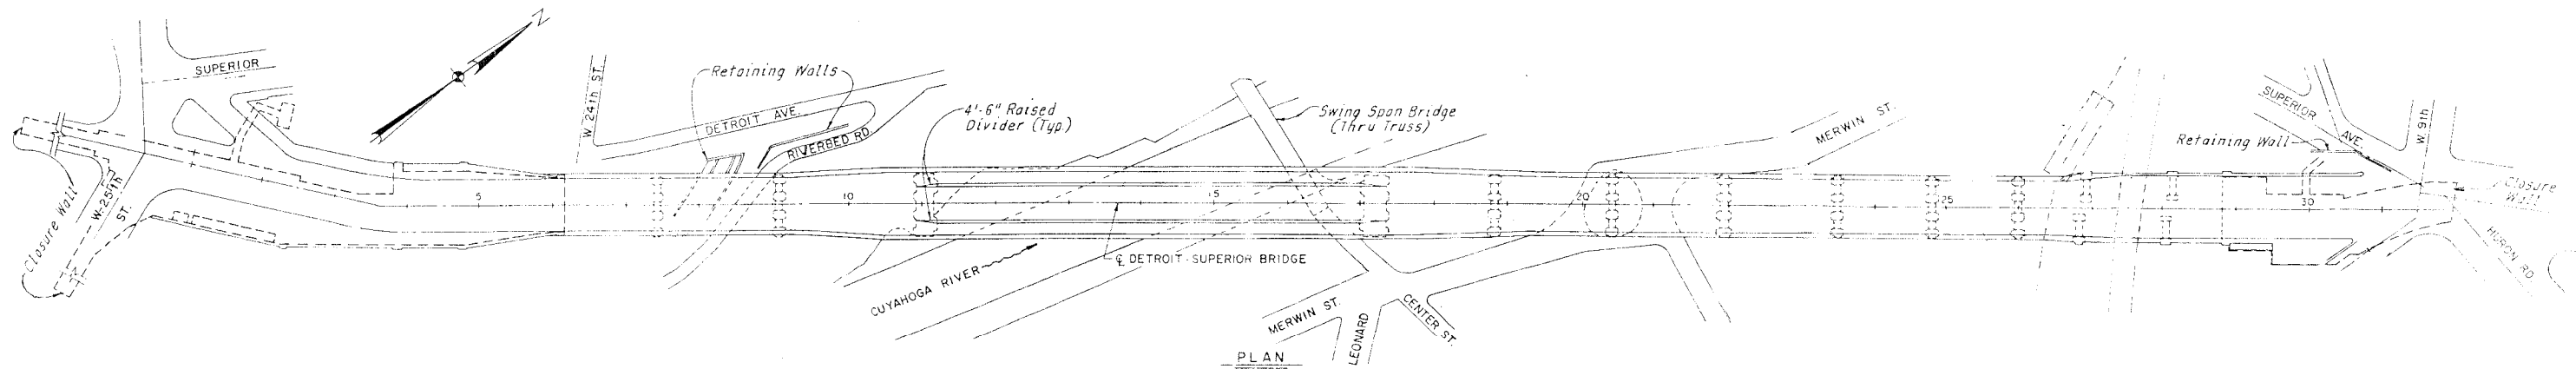 SUPERIOR
N
W. 24th ST.
Retaining Walls
DETROIT AVE.
RIVERBED RD.
4'-6" Raised
Divider (Typ.)
Swing Span Bridge
(Thru Truss)
MERWIN ST.
SUPERIOR AVE.
W. 9th
Retaining Wall
Closure
Wall
HURON RD.
Closure Wall
W. 25th
ST.
5
10
15
20
25
30
CUYAHOGA RIVER
℄ DETROIT-SUPERIOR BRIDGE
MERWIN ST.
LEONARD
CENTER ST.
PLAN